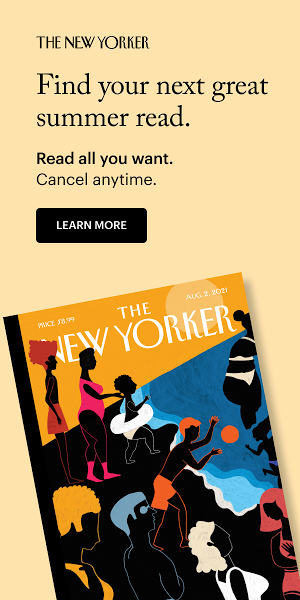 THE NEW YORKER
Find your next great
summer read.
Read all you want.
Cancel anytime.
LEARN MORE
PRICE $8.99
THE
AUG. 2, 2021
NEW YORKER